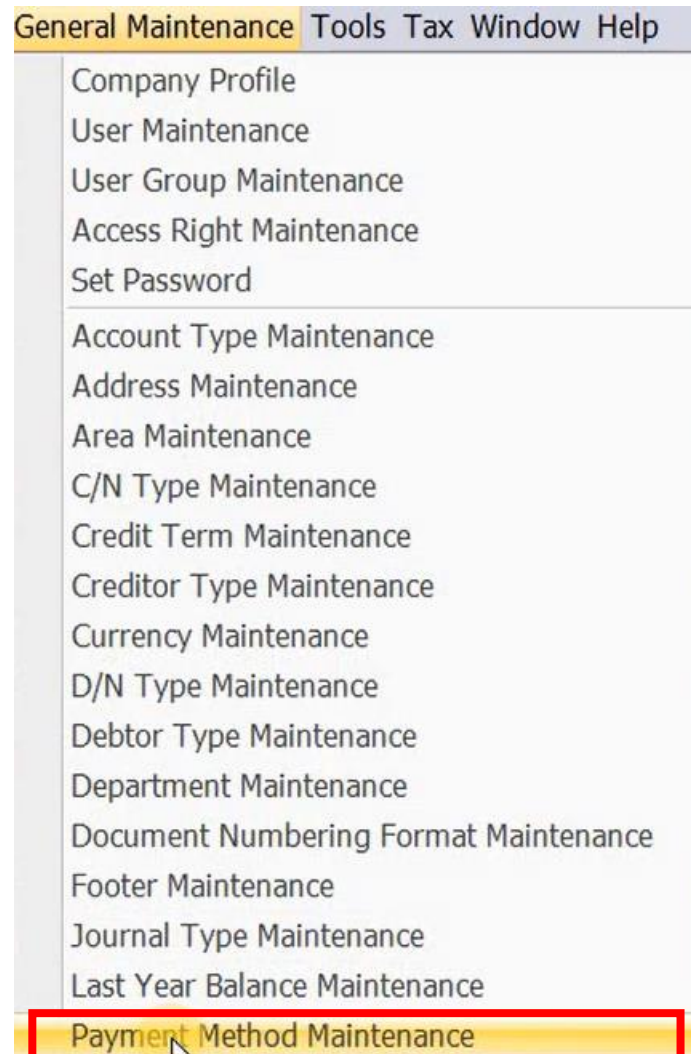 General Maintenance Tools Tax Window Help
Company Profile
User Maintenance
User Group Maintenance
Access Right Maintenance
Set Password
Account Type Maintenance
Address Maintenance
Area Maintenance
C/N Type Maintenance
Credit Term Maintenance
Creditor Type Maintenance
Currency Maintenance
D/N Type Maintenance
Debtor Type Maintenance
Department Maintenance
Document Numbering Format Maintenance
Footer Maintenance
Journal Type Maintenance
Last Year Balance Maintenance
Payment Method Maintenance